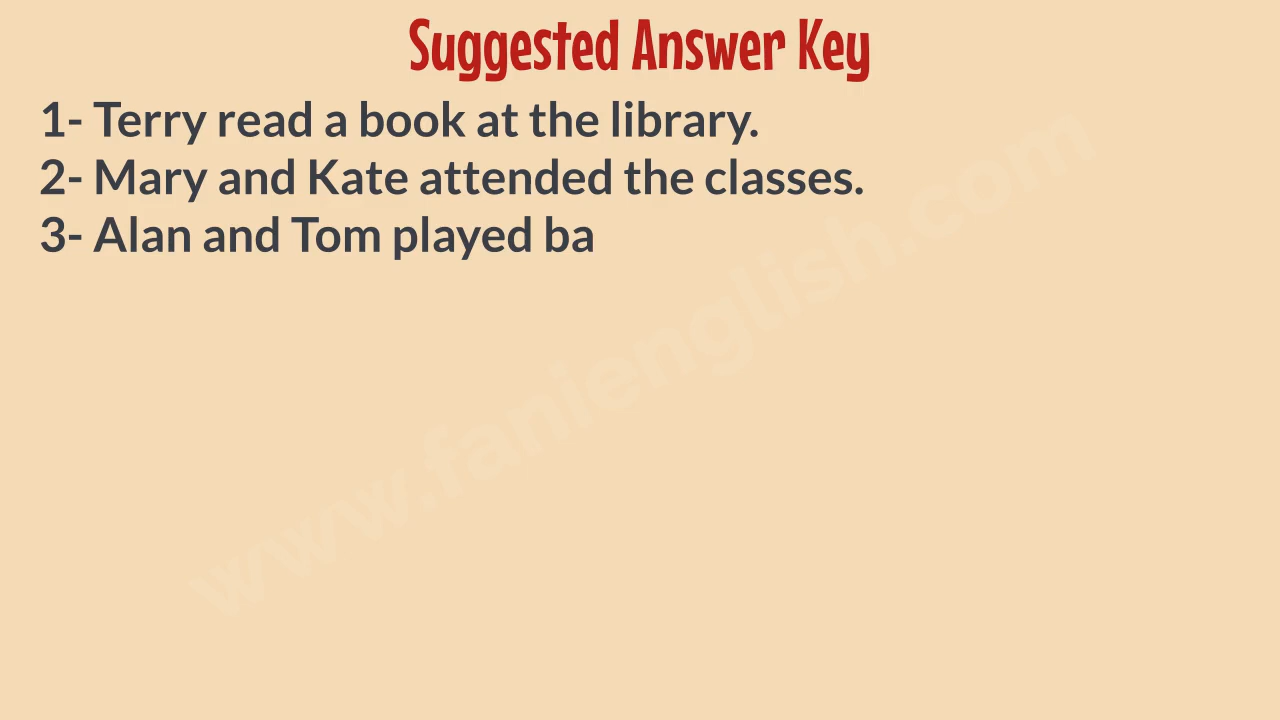 Suggested Answer Key
1- Terry read a book at the library.
2- Mary and Kate attended the classes.
3- Alan and Tom played ba
www.fanienglish.com